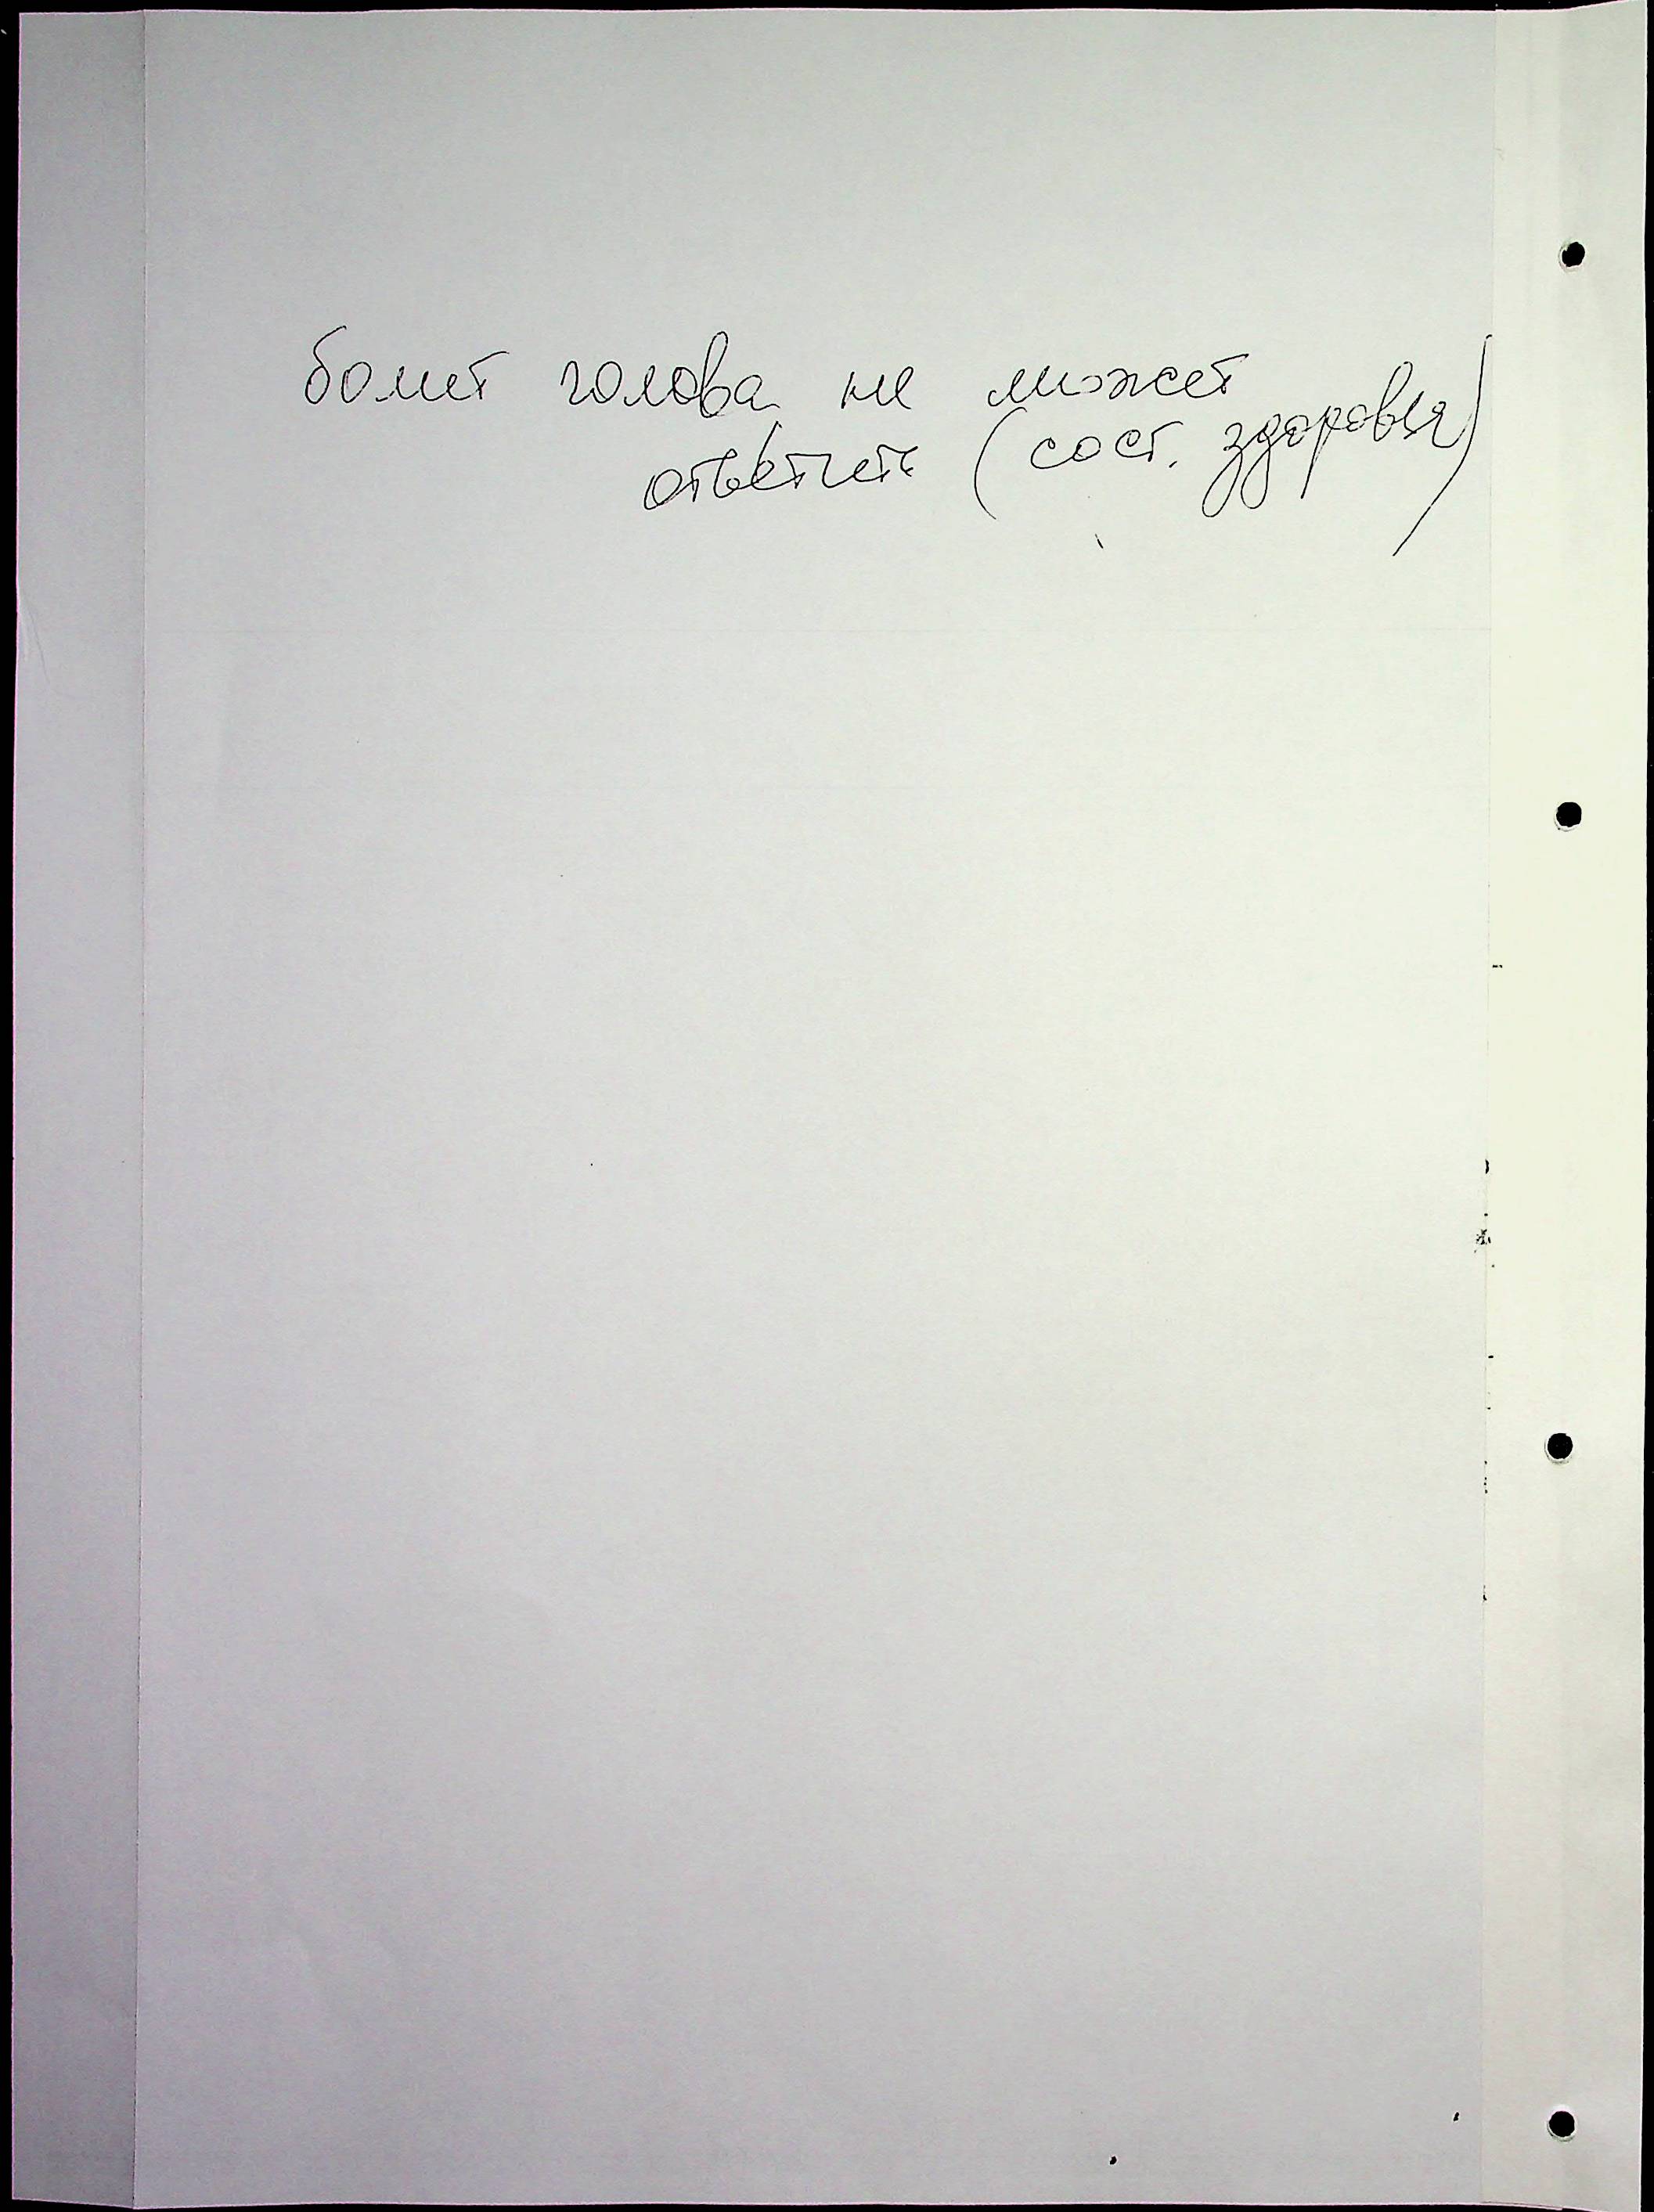 болит голова не может
ответить (сост. здоровья)